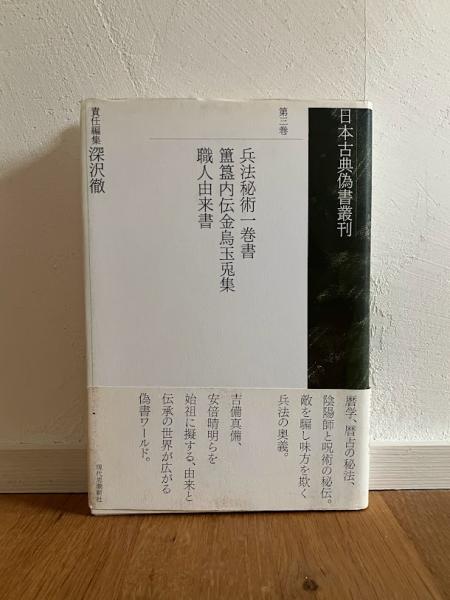 日本古典偽書叢刊
第三巻
兵法秘術一巻書
簠簋内伝金烏玉兎集
職人由来書
責任編集 深沢徹
暦学、暦占の秘法、
陰陽師と呪術の秘伝。
敵を騙し味方を欺く
兵法の奥義。
吉備真備、
安倍晴明らを
始祖に擬する、由来と
伝承の世界が広がる
偽書ワールド。
現代思潮新社